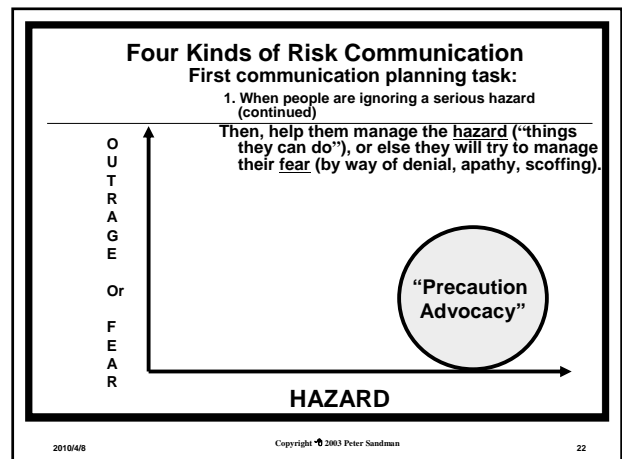 Four Kinds of Risk Communication
First communication planning task:
1. When people are ignoring a serious hazard
(continued)
Then, help them manage the hazard (“things
they can do”), or else they will try to manage
their fear (by way of denial, apathy, scoffing).
O
U
T
R
A
G
E
Or
F
E
A
R
“Precaution
Advocacy”
HAZARD
2010/4/8
Copyright 2003 Peter Sandman
22